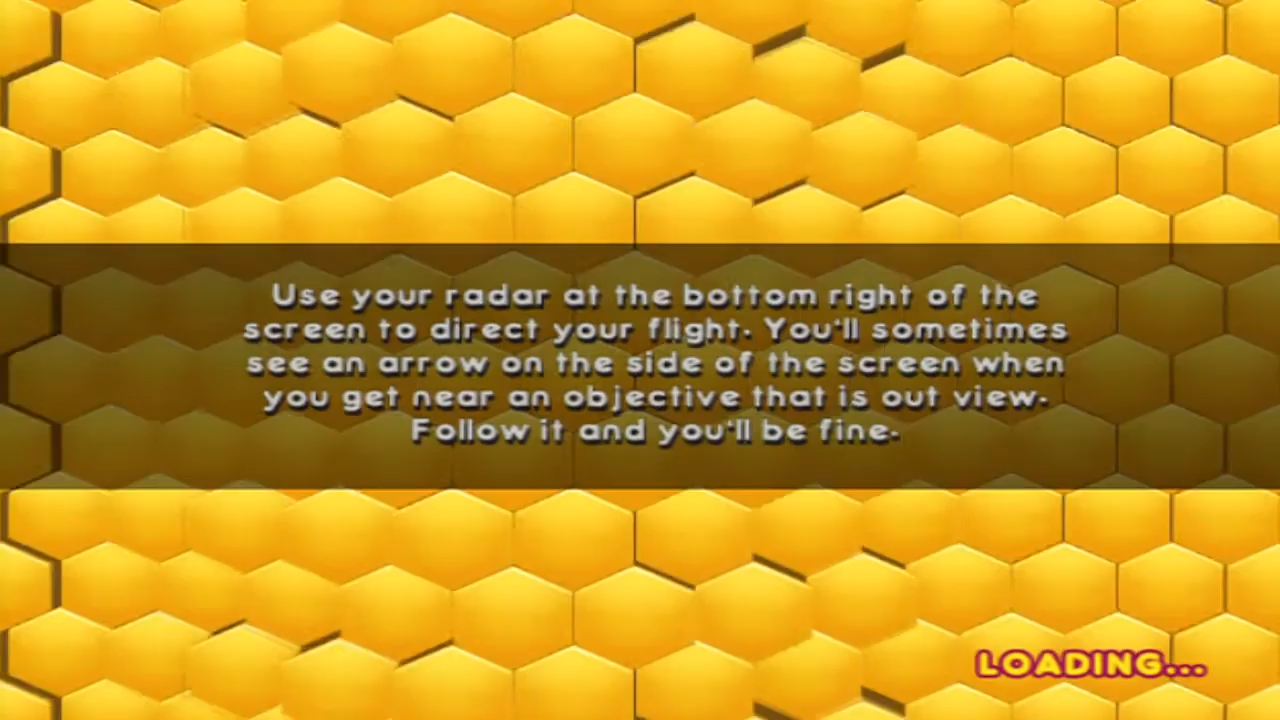 Use your radar at the bottom right of the
screen to direct your flight. You'll sometimes
see an arrow on the side of the screen when
you get near an objective that is out view.
Follow it and you'll be fine.
LOADING...